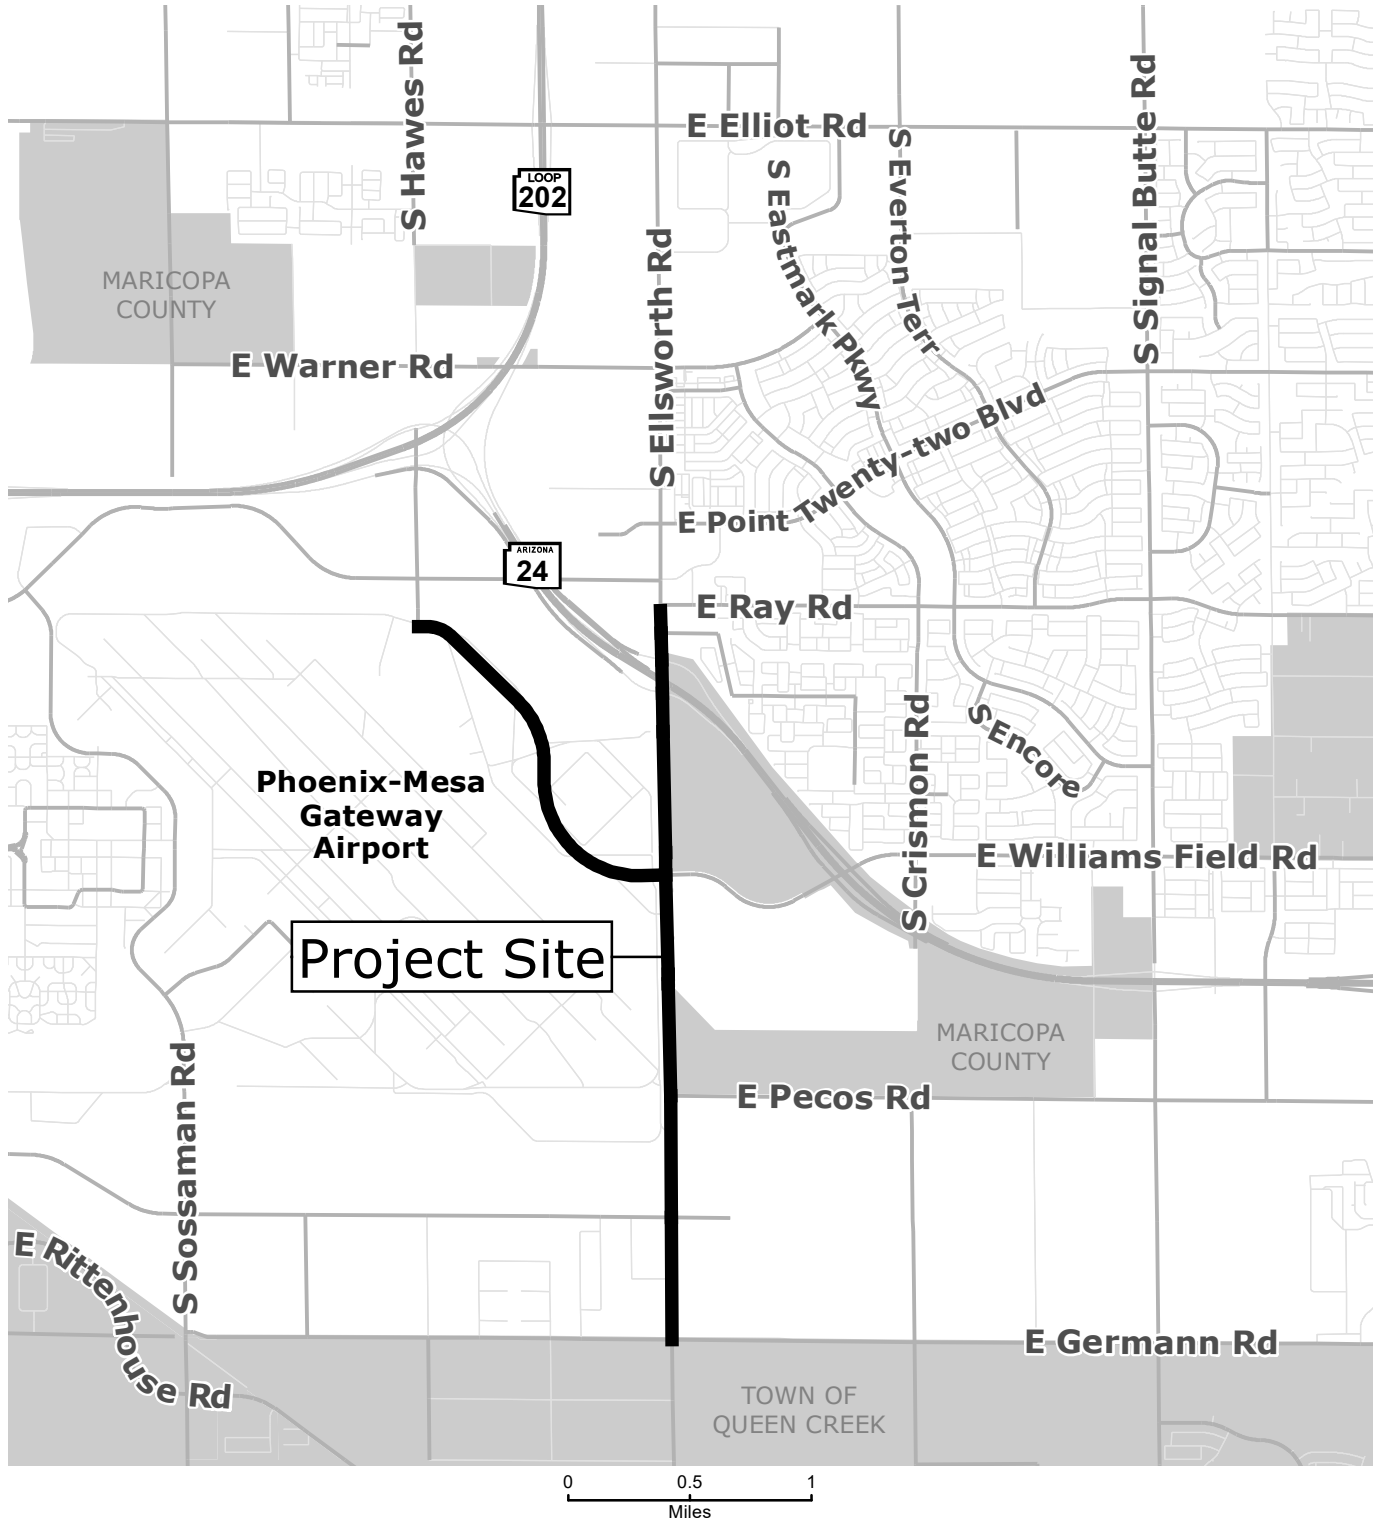 S Hawes Rd
E Elliot Rd
S Signal Butte Rd
S Everton Terr
S Eastmark Pkwy
LOOP
202
S Ellsworth Rd
MARICOPA
COUNTY
E Warner Rd
E Point Twenty-two Blvd
ARIZONA
24
E Ray Rd
S Encore
S Crismon Rd
Phoenix-Mesa
Gateway
Airport
E Williams Field Rd
Project Site
MARICOPA
COUNTY
E Pecos Rd
S Sossaman Rd
E Rittenhouse Rd
E Germann Rd
TOWN OF
QUEEN CREEK
0 0.5 1
Miles